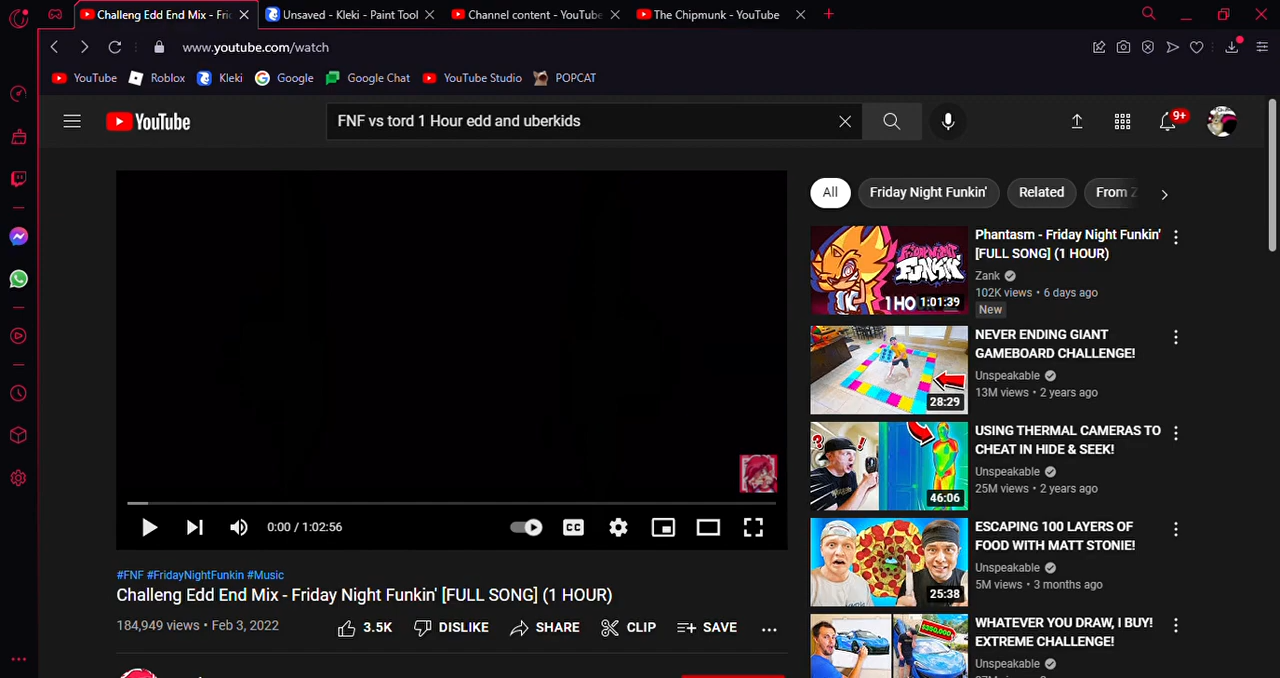 Challeng Edd End Mix - Fri
Unsaved - Kleki - Paint Tool
Channel content - YouTube
The Chipmunk - YouTube
www.youtube.com/watch
YouTube
Roblox
Kleki
Google
Google Chat
YouTube Studio
POPCAT
YouTube
FNF vs tord 1 Hour edd and uberkids
9+
All
Friday Night Funkin'
Related
From
FRIDAY NIGHT
FUNKIN
1 HO
1:01:39
Phantasm - Friday Night Funkin'
[FULL SONG] (1 HOUR)
Zank
102K views • 6 days ago
New
28:29
NEVER ENDING GIANT
GAMEBOARD CHALLENGE!
Unspeakable
13M views • 2 years ago
? !
46:06
USING THERMAL CAMERAS TO
CHEAT IN HIDE & SEEK!
Unspeakable
25M views • 2 years ago
25:38
ESCAPING 100 LAYERS OF
FOOD WITH MATT STONIE!
Unspeakable
5M views • 3 months ago
WHATEVER YOU DRAW, I BUY!
EXTREME CHALLENGE!
Unspeakable
0:00 / 1:02:56
CC
#FNF #FridayNightFunkin #Music
Challeng Edd End Mix - Friday Night Funkin' [FULL SONG] (1 HOUR)
184,949 views • Feb 3, 2022
3.5K
DISLIKE
SHARE
CLIP
SAVE